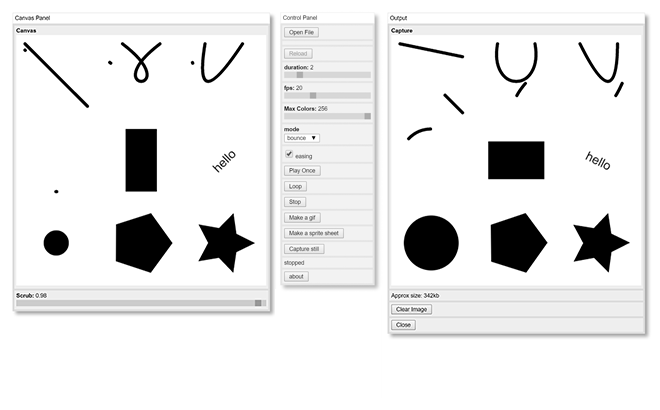 Canvas Panel
Canvas
hello
Scrub: 0.98
Control Panel
Open File
Reload
duration: 2
fps: 20
Max Colors: 256
mode
bounce ▼
easing
Play Once
Loop
Stop
Make a gif
Make a sprite sheet
Capture still
stopped
about
Output
Capture
hello
Approx size: 342kb
Clear Image
Close